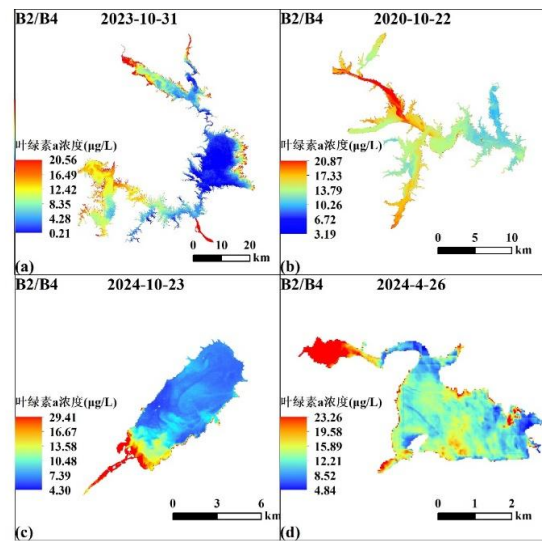 B2/B4 2023-10-31
叶绿素a浓度(μg/L)
20.56
16.49
12.42
8.35
4.28
0.21
0 10 20
km
(a)
B2/B4 2020-10-22
叶绿素a浓度(μg/L)
20.87
17.33
13.79
10.26
6.72
3.19
0 5 10
km
(b)
B2/B4 2024-10-23
叶绿素a浓度(μg/L)
29.41
16.67
13.58
10.48
7.39
4.30
0 3 6
km
(c)
B2/B4 2024-4-26
叶绿素a浓度(μg/L)
23.26
19.58
15.89
12.21
8.52
4.84
0 1 2
km
(d)